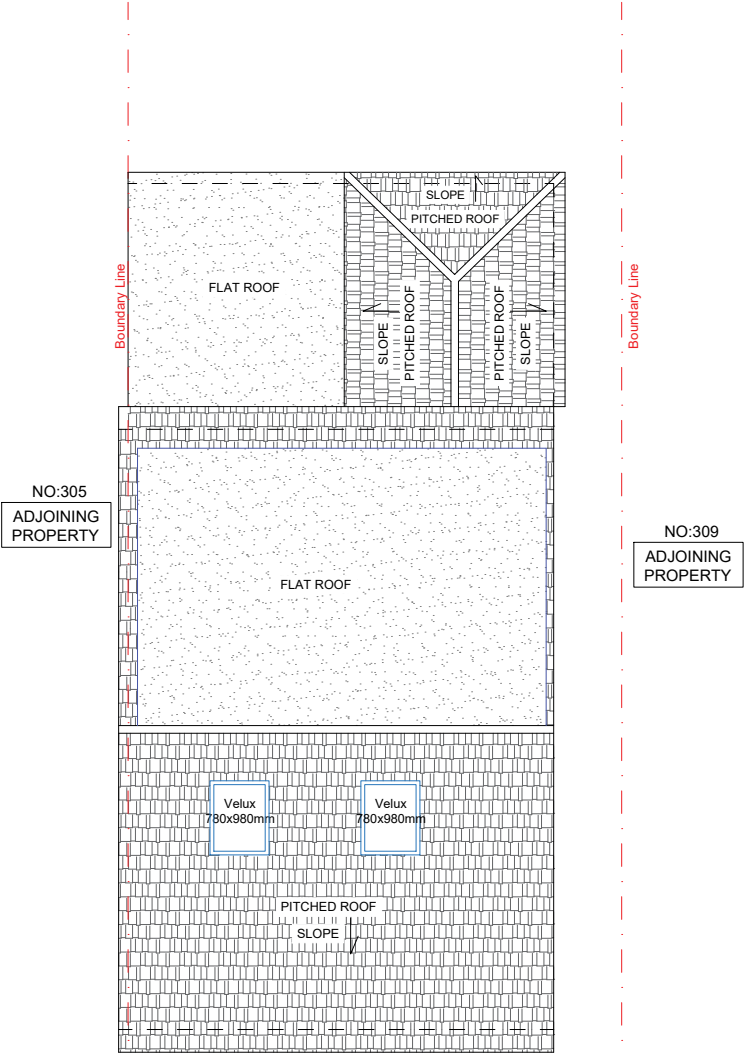 SLOPE
PITCHED ROOF
FLAT ROOF
Boundary Line
SLOPE
PITCHED ROOF
PITCHED ROOF
SLOPE
Boundary Line
NO:305
ADJOINING
PROPERTY
FLAT ROOF
NO:309
ADJOINING
PROPERTY
Velux
780x980mm
Velux
780x980mm
PITCHED ROOF
SLOPE